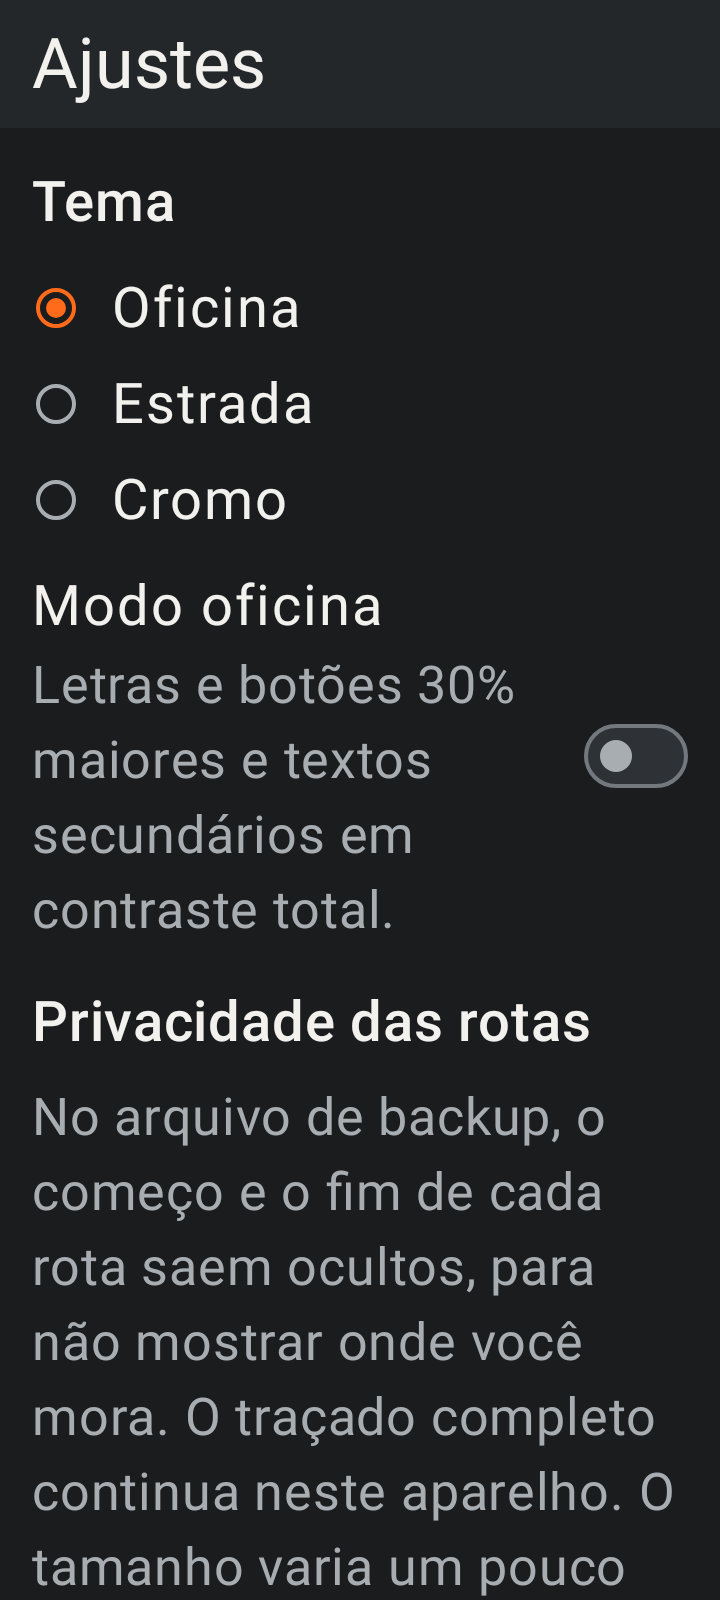 Ajustes
Tema
Oficina
Estrada
Cromo
Modo oficina
Letras e botões 30%
maiores e textos
secundários em
contraste total.
Privacidade das rotas
No arquivo de backup, o
começo e o fim de cada
rota saem ocultos, para
não mostrar onde você
mora. O traçado completo
continua neste aparelho. O
tamanho varia um pouco